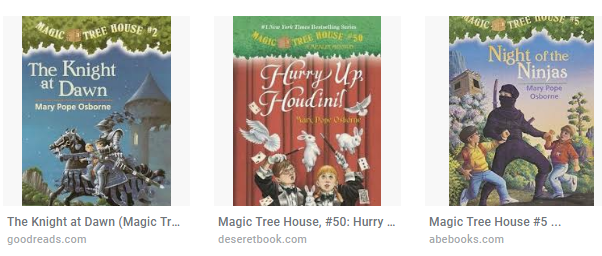 MAGIC TREE HOUSE #2
The Knight
at Dawn
Mary Pope Osborne
#1 New York Times Bestselling Series
MAGIC TREE HOUSE #50
A MERLIN MISSION
Hurry Up,
Houdini!
Mary Pope Osborne
MAGIC TREE HOUSE #5
Night of the
Ninjas
Mary Pope
Osborne
The Knight at Dawn (Magic Tr...
goodreads.com
Magic Tree House, #50: Hurry ...
deseretbook.com
Magic Tree House #5 ...
abebooks.com